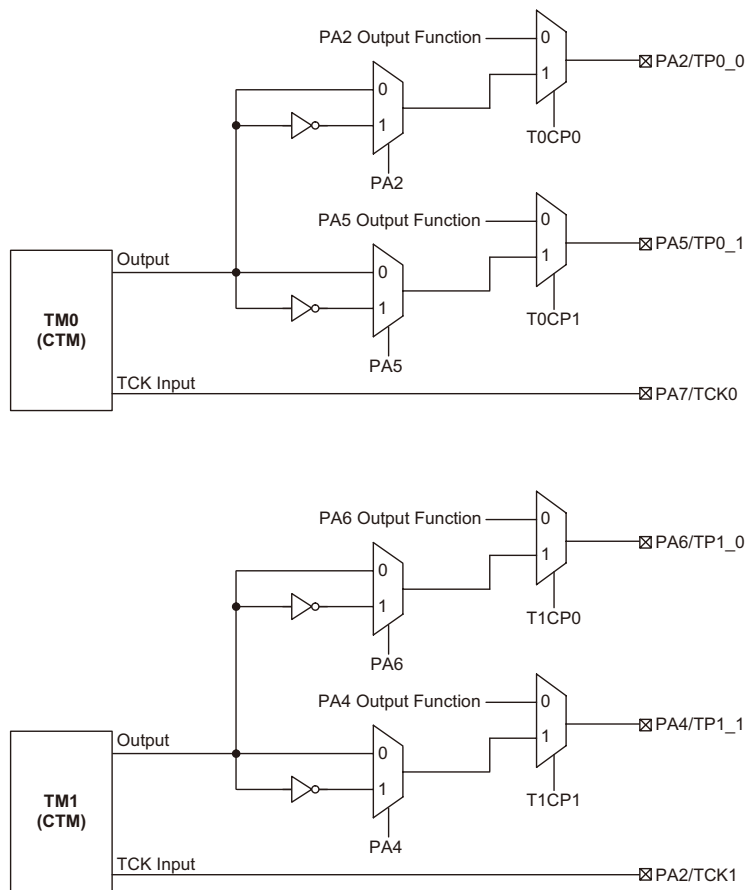 PA2 Output Function
0
1
PA2/TP0_0
T0CP0
0
1
PA2
PA5 Output Function
0
1
PA5/TP0_1
T0CP1
Output
0
1
PA5
TM0
(CTM)
TCK Input
PA7/TCK0
PA6 Output Function
0
1
PA6/TP1_0
T1CP0
0
1
PA6
PA4 Output Function
0
1
PA4/TP1_1
T1CP1
Output
0
1
PA4
TM1
(CTM)
TCK Input
PA2/TCK1